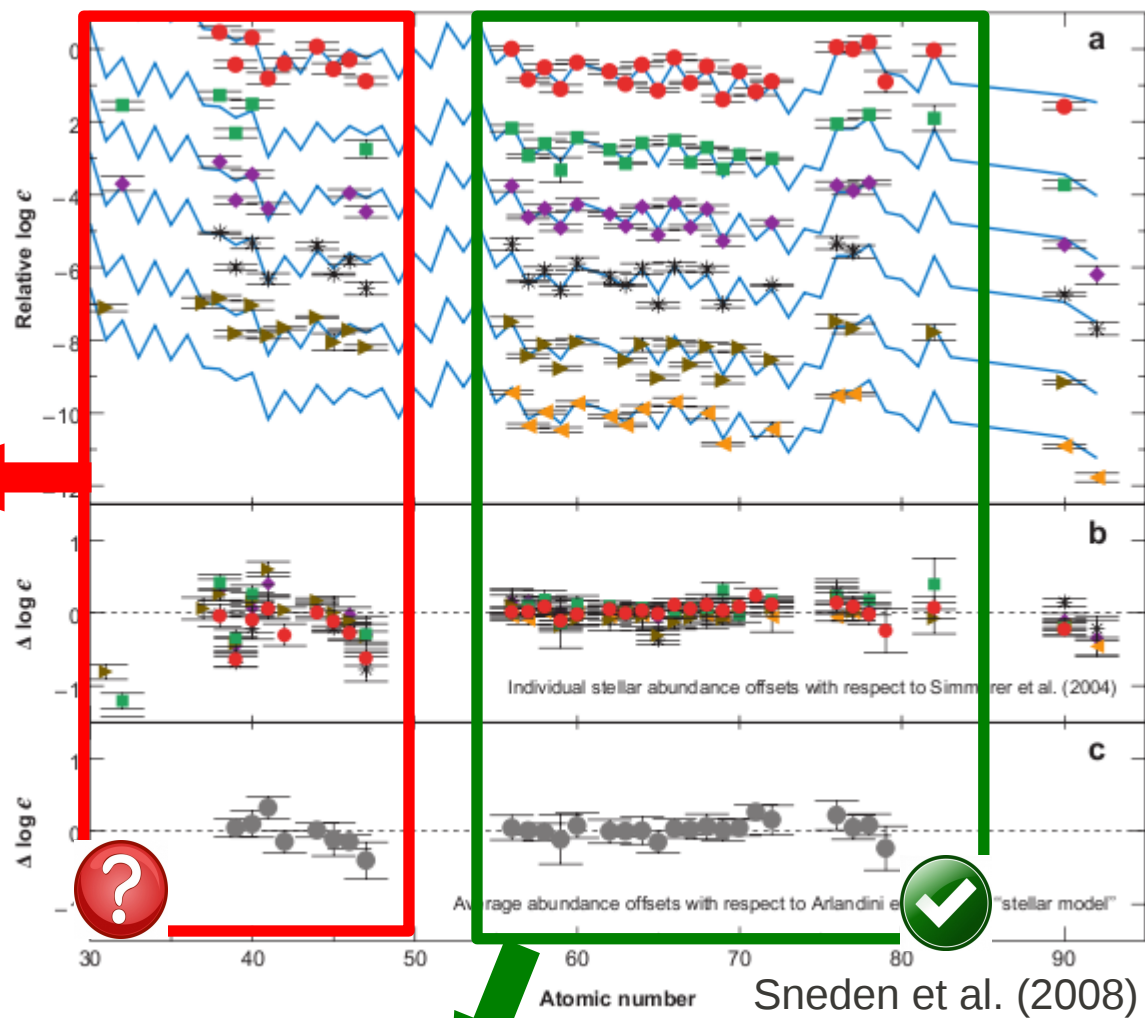 a
0
2
−4
−6
−8
−10
Relative log ϵ
b
1
0
−1
Δ log ϵ
Individual stellar abundance offsets with respect to Simmerer et al. (2004)
c
1
0
Δ log ϵ
?
Average abundance offsets with respect to Arlandini e "stellar model"
30 40 50 60 70 80 90
Atomic number
Sneden et al. (2008)